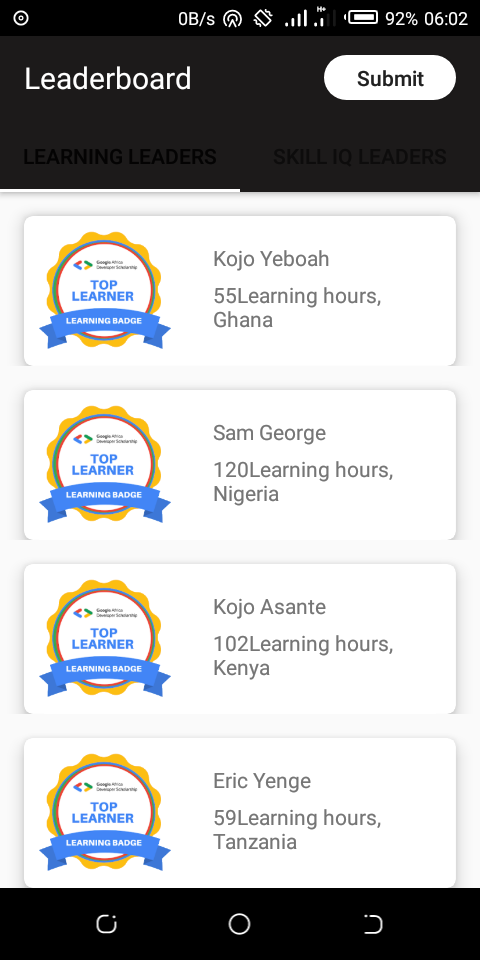 0B/s H+ 92% 06:02
Leaderboard
Submit
LEARNING LEADERS SKILL IQ LEADERS
Google Africa
Developer Scholarship
TOP
LEARNER
LEARNING BADGE
Kojo Yeboah
55Learning hours,
Ghana
Google Africa
Developer Scholarship
TOP
LEARNER
LEARNING BADGE
Sam George
120Learning hours,
Nigeria
Google Africa
Developer Scholarship
TOP
LEARNER
LEARNING BADGE
Kojo Asante
102Learning hours,
Kenya
Google Africa
Developer Scholarship
TOP
LEARNER
LEARNING BADGE
Eric Yenge
59Learning hours,
Tanzania